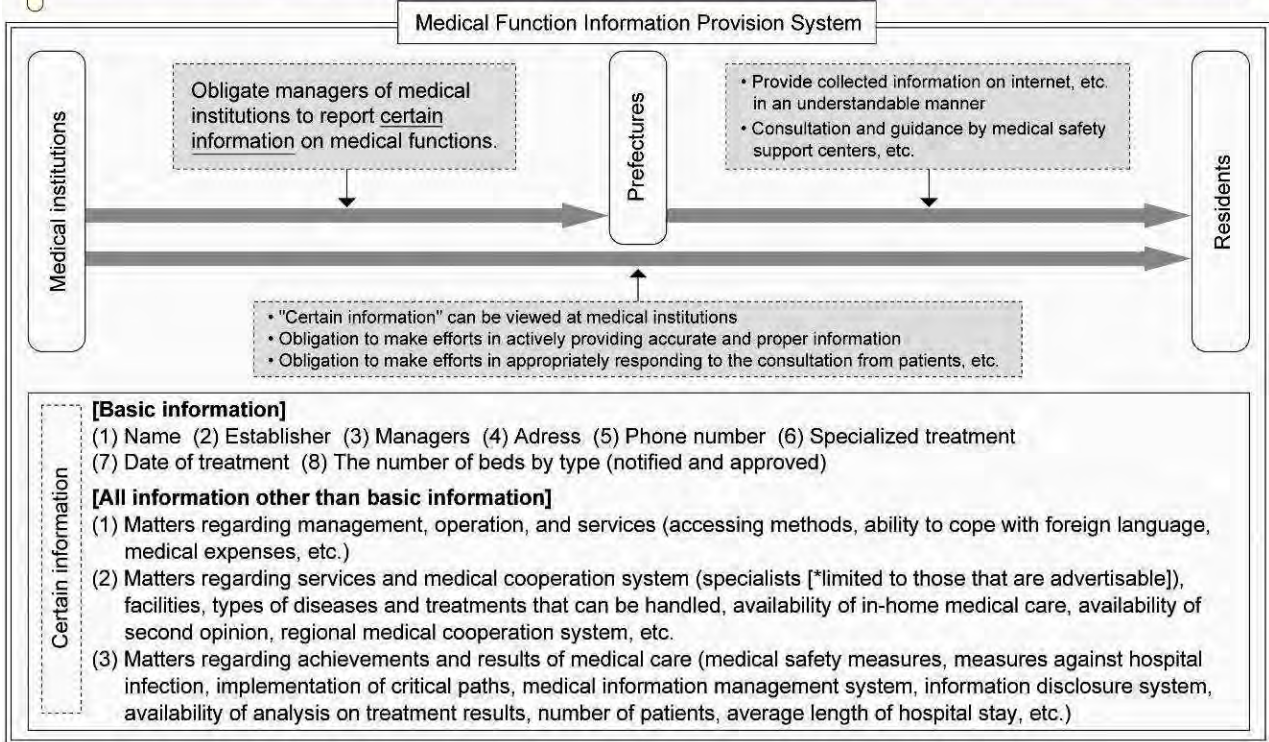 Medical Function Information Provision System
Medical institutions
Obligate managers of medical
institutions to report certain
information on medical functions.
Prefectures
• Provide collected information on internet, etc.
in an understandable manner
• Consultation and guidance by medical safety
support centers, etc.
Residents
• "Certain information" can be viewed at medical institutions
• Obligation to make efforts in actively providing accurate and proper information
• Obligation to make efforts in appropriately responding to the consultation from patients, etc.
Certain information
[Basic information]
(1) Name (2) Establisher (3) Managers (4) Adress (5) Phone number (6) Specialized treatment
(7) Date of treatment (8) The number of beds by type (notified and approved)
[All information other than basic information]
(1) Matters regarding management, operation, and services (accessing methods, ability to cope with foreign language,
medical expenses, etc.)
(2) Matters regarding services and medical cooperation system (specialists [*limited to those that are advertisable]),
facilities, types of diseases and treatments that can be handled, availability of in-home medical care, availability of
second opinion, regional medical cooperation system, etc.
(3) Matters regarding achievements and results of medical care (medical safety measures, measures against hospital
infection, implementation of critical paths, medical information management system, information disclosure system,
availability of analysis on treatment results, number of patients, average length of hospital stay, etc.)